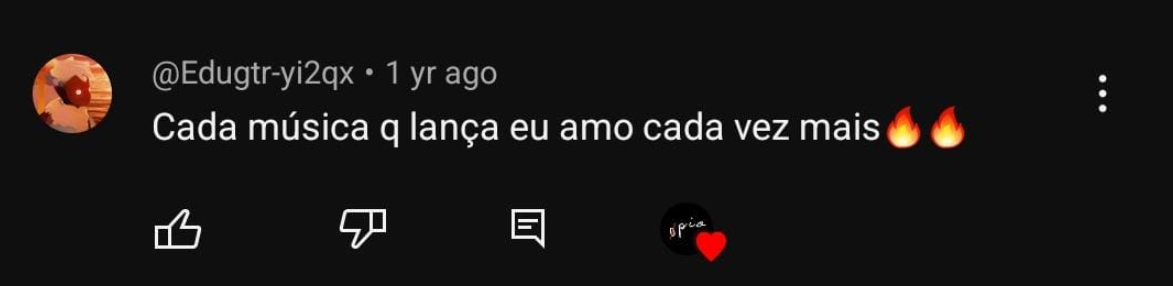 @Edugtr-yi2qx • 1 yr ago
Cada música q lança eu amo cada vez mais🔥🔥